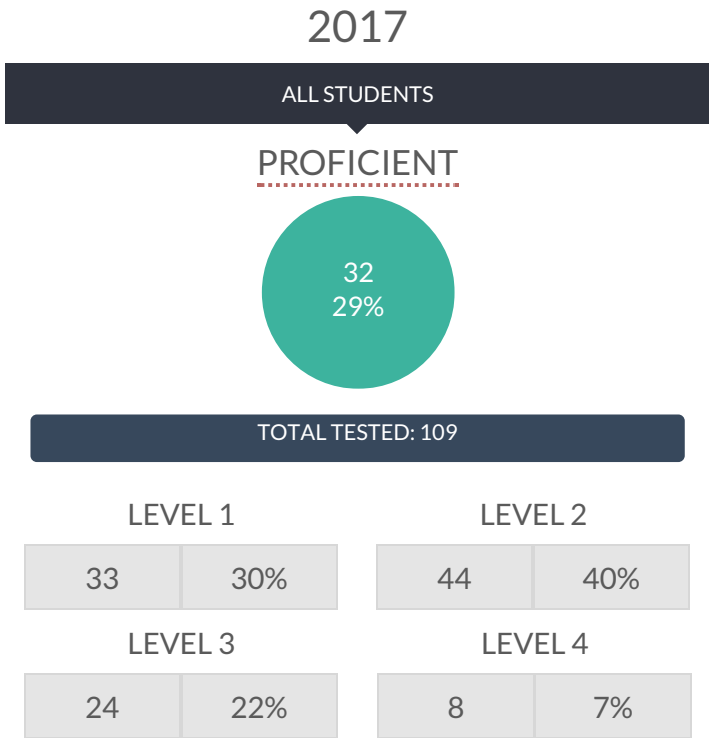 2017
ALL STUDENTS
PROFICIENT
32
29%
TOTAL TESTED: 109
LEVEL 1 LEVEL 2
33 30% 44 40%
LEVEL 3 LEVEL 4
24 22% 8 7%